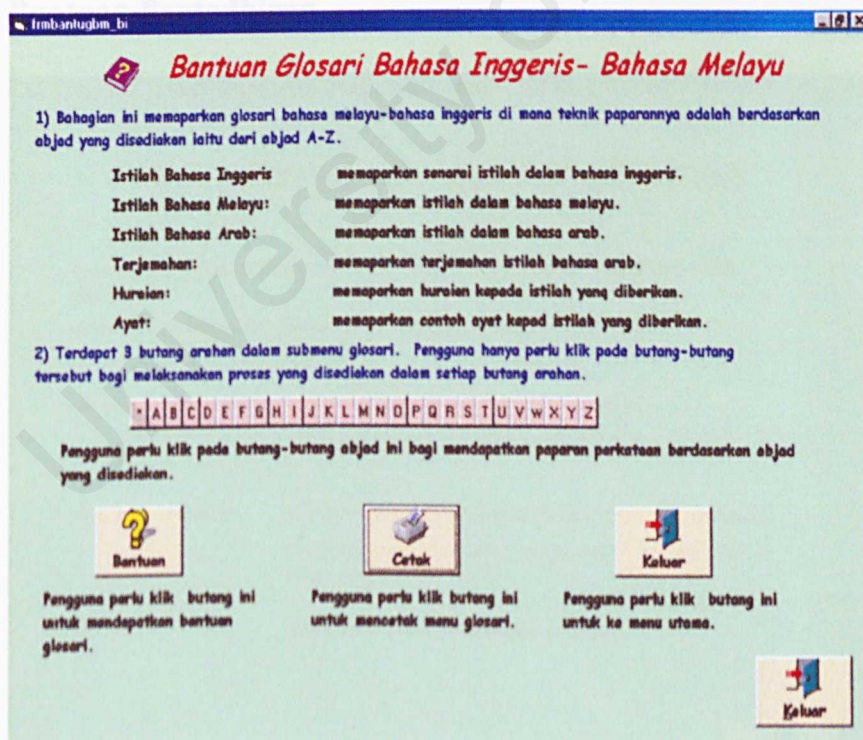 frmbantugbm_bi
Bantuan Glosari Bahasa Inggeris- Bahasa Melayu
1) Bahagian ini memaparkan glosari bahasa melayu-bahasa inggeris di mana teknik paparannya adalah berdasarkan
abjad yang disediakan iaitu dari abjad A-Z.
Istilah Bahasa Inggeris memaparkan senarai istilah dalam bahasa inggeris.
Istilah Bahasa Melayu: memaparkan istilah dalam bahasa melayu.
Istilah Bahasa Arab: memaparkan istilah dalam bahasa arab.
Terjemahan: memaparkan terjemahan istilah bahasa arab.
Huraian: memaparkan huraian kepada istilah yang diberikan.
Ayat: memaparkan contoh ayat kepad istilah yang diberikan.
2) Terdapat 3 butang arahan dalam submenu glosari. Pengguna hanya perlu klik pada butang-butang
tersebut bagi melaksanakan proses yang disediakan dalam setiap butang arahan.
* A B C D E F G H I J K L M N O P Q R S T U V w X Y Z
Pengguna perlu klik pada butang-butang abjad ini bagi mendapatkan paparan perkataan berdasarkan abjad
yang disediakan.
Bantuan Cetak Keluar
Pengguna perlu klik butang ini
untuk mendapatkan bantuan
glosari.
Pengguna perlu klik butang ini
untuk mencetak menu glosari.
Pengguna perlu klik butang ini
untuk ke menu utama.
Keluar
University of